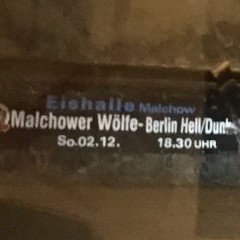 Eishalle Malchow
Malchower Wölfe-Berlin Hell/Dunk
So.02.12. 18.30 UHR